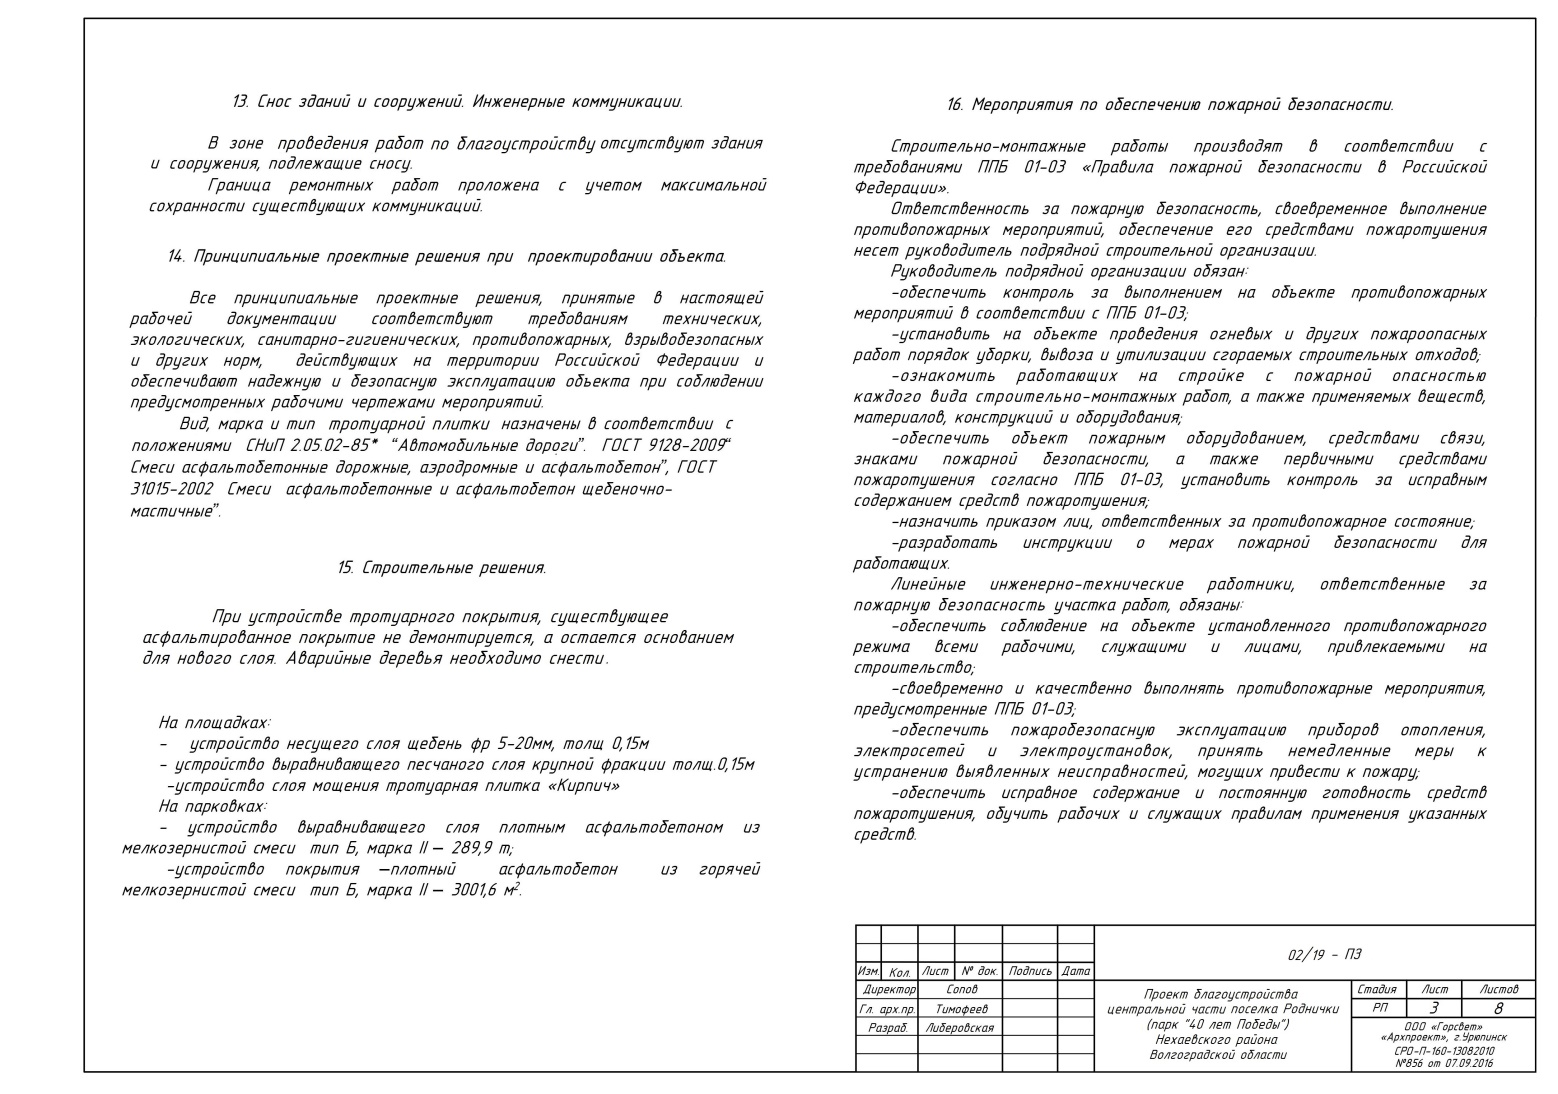 13. Снос зданий и сооружений. Инженерные коммуникации.
В зоне проведения работ по благоустройству отсутствуют здания
и сооружения, подлежащие сносу.
Граница ремонтных работ проложена с учетом максимальной
сохранности существующих коммуникаций.
14. Принципиальные проектные решения при проектировании объекта.
Все принципиальные проектные решения, принятые в настоящей
рабочей документации соответствуют требованиям технических,
экологических, санитарно-гигиенических, противопожарных, взрывобезопасных
и других норм, действующих на территории Российской Федерации и
обеспечивают надежную и безопасную эксплуатацию объекта при соблюдении
предусмотренных рабочими чертежами мероприятий.
Вид, марка и тип тротуарной плитки назначены в соответствии с
положениями СНиП 2.05.02-85* “Автомобильные дороги”. ГОСТ 9128-2009“
Смеси асфальтобетонные дорожные, аэродромные и асфальтобетон”, ГОСТ
31015-2002 Смеси асфальтобетонные и асфальтобетон щебеночно-
мастичные”.
15. Строительные решения.
При устройстве тротуарного покрытия, существующее
асфальтированное покрытие не демонтируется, а остается основанием
для нового слоя. Аварийные деревья необходимо снести.
На площадках:
- устройство несущего слоя щебень фр 5-20мм, толщ 0,15м
- устройство выравнивающего песчаного слоя крупной фракции толщ.0,15м
-устройство слоя мощения тротуарная плитка «Кирпич»
На парковках:
- устройство выравнивающего слоя плотным асфальтобетоном из
мелкозернистой смеси тип Б, марка II – 289,9 т;
-устройство покрытия –плотный асфальтобетон из горячей
мелкозернистой смеси тип Б, марка II – 3001,6 м².
16. Мероприятия по обеспечению пожарной безопасности.
Строительно-монтажные работы производят в соответствии с
требованиями ППБ 01-03 «Правила пожарной безопасности в Российской
Федерации».
Ответственность за пожарную безопасность, своевременное выполнение
противопожарных мероприятий, обеспечение его средствами пожаротушения
несет руководитель подрядной строительной организации.
Руководитель подрядной организации обязан:
-обеспечить контроль за выполнением на объекте противопожарных
мероприятий в соответствии с ППБ 01-03;
-установить на объекте проведения огневых и других пожароопасных
работ порядок уборки, вывоза и утилизации сгораемых строительных отходов;
-ознакомить работающих на стройке с пожарной опасностью
каждого вида строительно-монтажных работ, а также применяемых веществ,
материалов, конструкций и оборудования;
-обеспечить объект пожарным оборудованием, средствами связи,
знаками пожарной безопасности, а также первичными средствами
пожаротушения согласно ППБ 01-03, установить контроль за исправным
содержанием средств пожаротушения;
-назначить приказом лиц, ответственных за противопожарное состояние;
-разработать инструкции о мерах пожарной безопасности для
работающих.
Линейные инженерно-технические работники, ответственные за
пожарную безопасность участка работ, обязаны:
-обеспечить соблюдение на объекте установленного противопожарного
режима всеми рабочими, служащими и лицами, привлекаемыми на
строительство;
-своевременно и качественно выполнять противопожарные мероприятия,
предусмотренные ППБ 01-03;
-обеспечить пожаробезопасную эксплуатацию приборов отопления,
электросетей и электроустановок, принять немедленные меры к
устранению выявленных неисправностей, могущих привести к пожару;
-обеспечить исправное содержание и постоянную готовность средств
пожаротушения, обучить рабочих и служащих правилам применения указанных
средств.
02/19 - ПЗ
Изм. Кол. Лист № док. Подпись Дата
Директор Сопов
Гл. арх.пр. Тимофеев
Разраб. Либеровская
Проект благоустройства
центральной части поселка Роднички
(парк "40 лет Победы")
Нехаевского района
Волгоградской области
Стадия Лист Листов
РП 3 8
ООО «Горсвет»
«Архпроект», г.Урюпинск
СРО-П-160-13082010
№856 от 07.09.2016